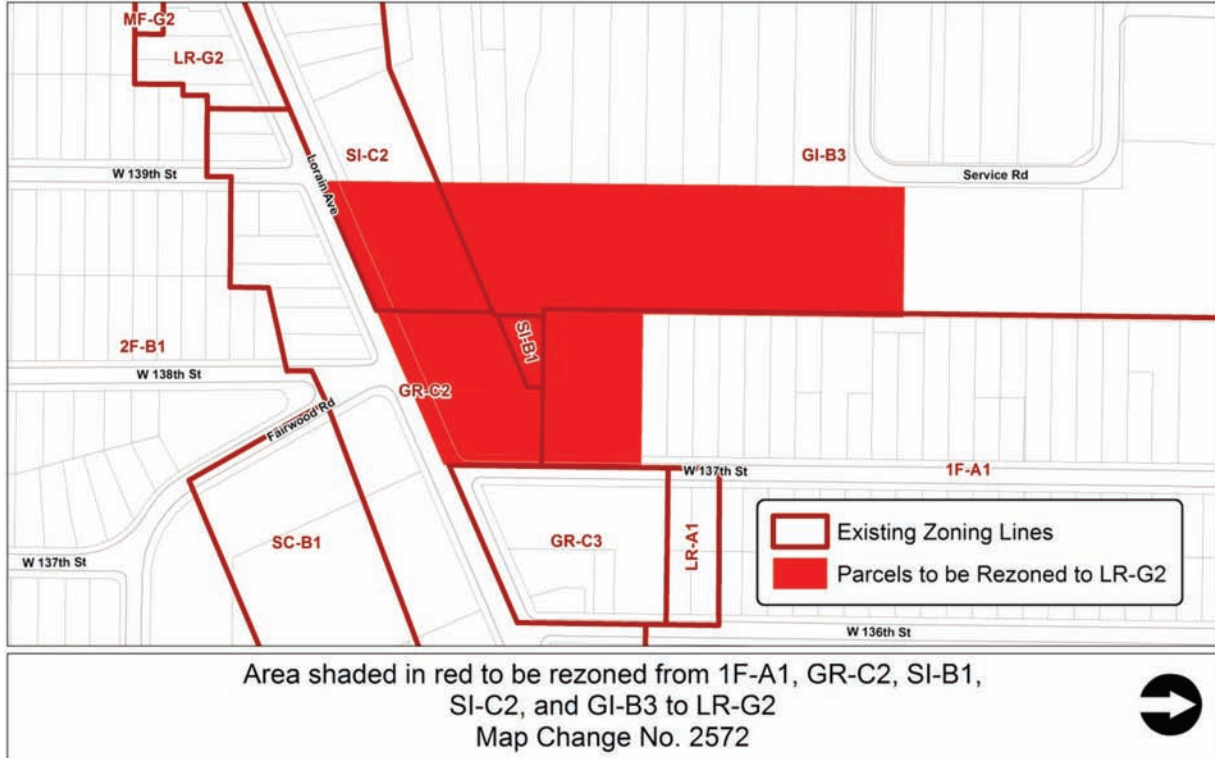 MF-G2
LR-G2
SI-C2
GI-B3
W 139th St
Lorain Ave
Service Rd
SI-B1
2F-B1
W 138th St
GR-C2
Fairwood Rd
W 137th St
1F-A1
SC-B1
GR-C3
LR-A1
W 137th St
W 136th St
Existing Zoning Lines
Parcels to be Rezoned to LR-G2
Area shaded in red to be rezoned from 1F-A1, GR-C2, SI-B1,
SI-C2, and GI-B3 to LR-G2
Map Change No. 2572